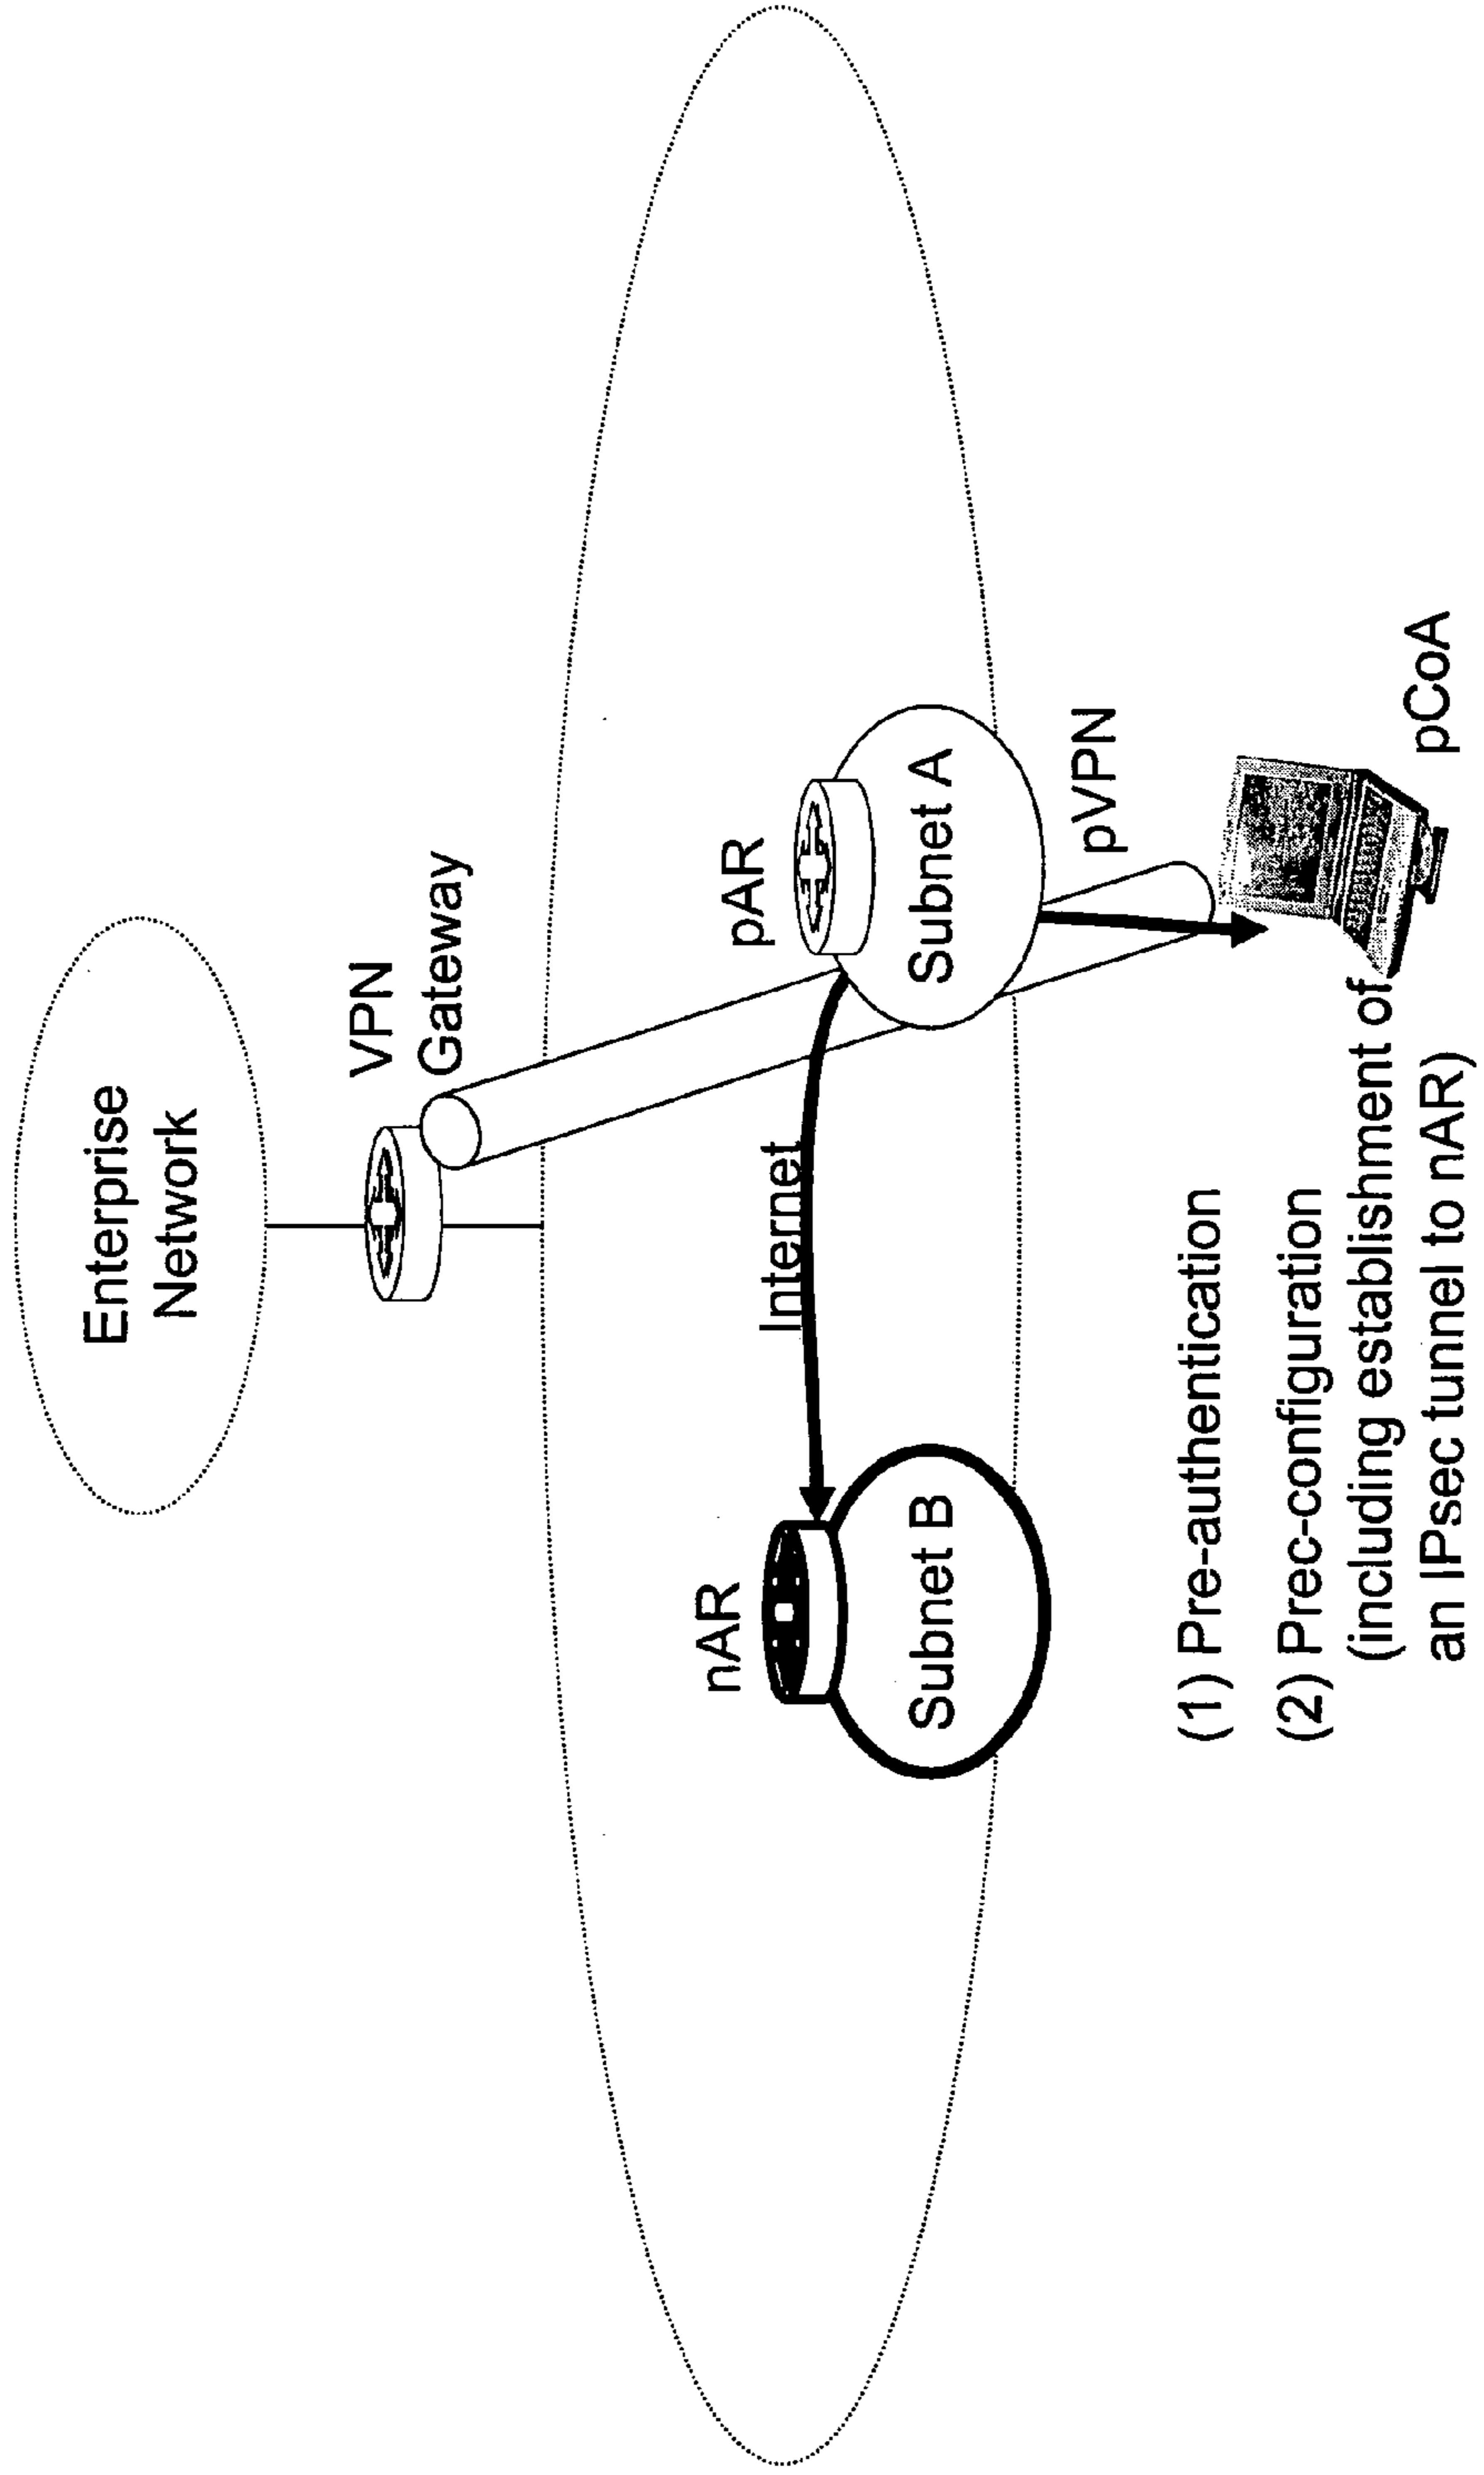 Enterprise
Network
VPN
Gateway
Internet
nAR
pAR
Subnet B
Subnet A
pVPN
(1) Pre-authentication
(2) Prec-configuration
(including establishment of
an IPsec tunnel to nAR)
pCoA